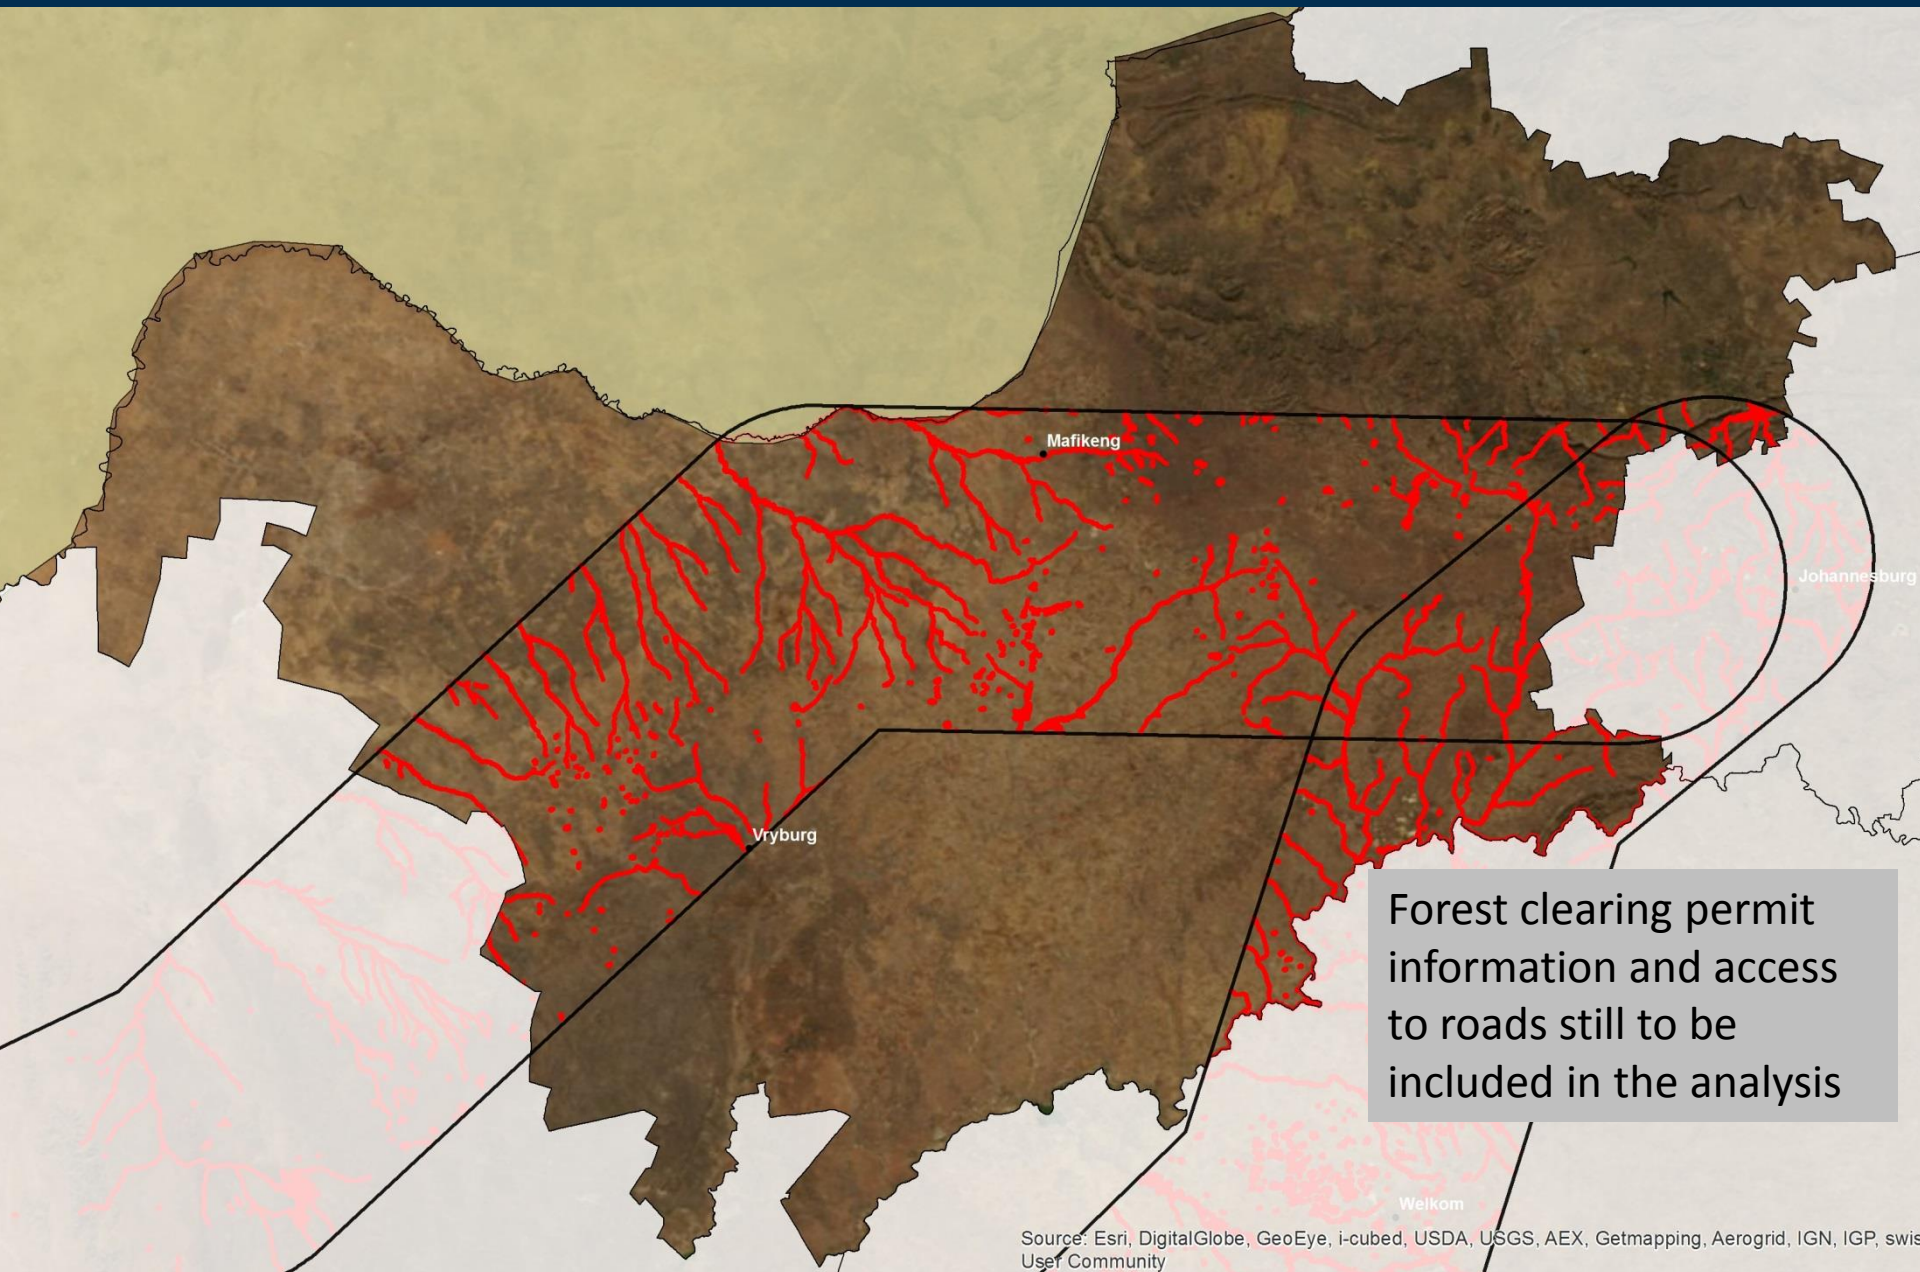 Mafikeng
Johannesburg
Vryburg
Forest clearing permit
information and access
to roads still to be
included in the analysis
Welkom
Source: Esri, DigitalGlobe, GeoEye, i-cubed, USDA, USGS, AEX, Getmapping, Aerogrid, IGN, IGP, swis
User Community